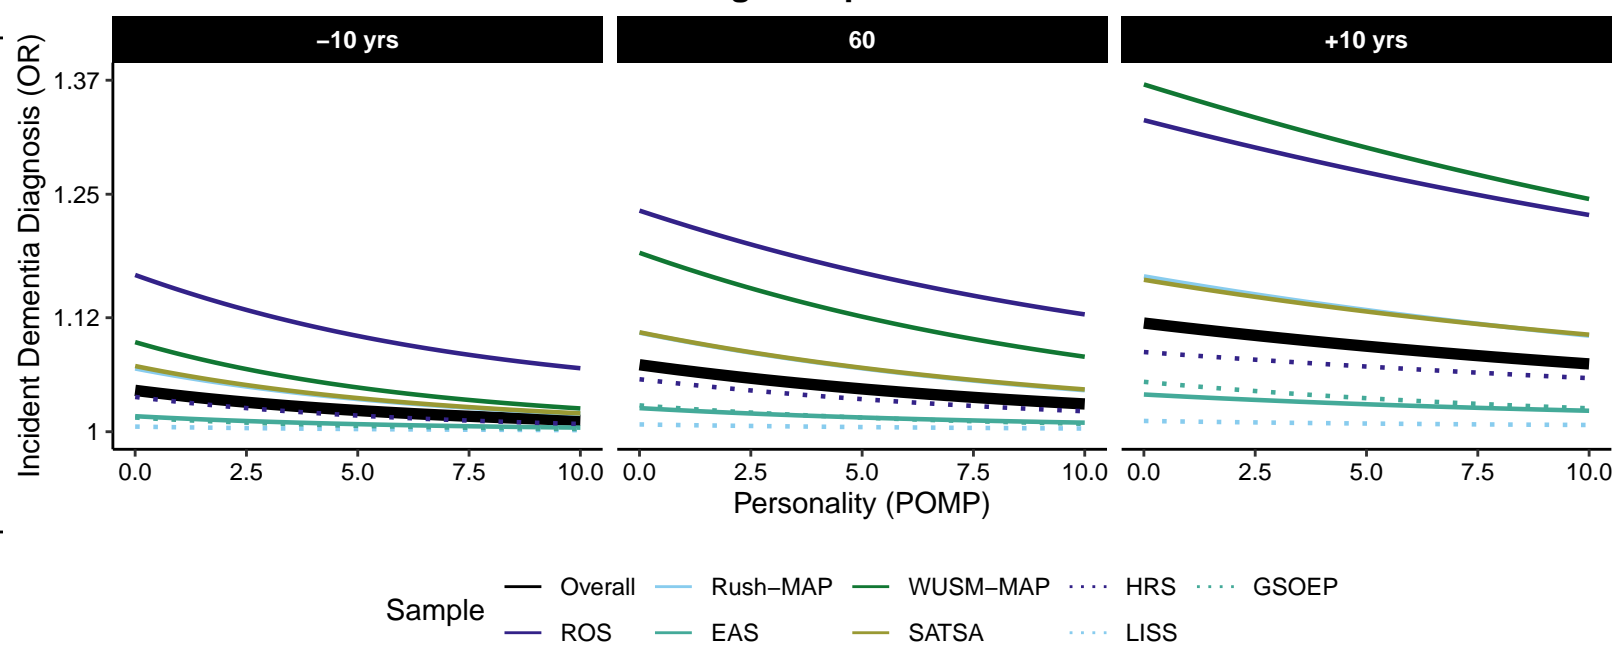 −10 yrs 60 +10 yrs
Incident Dementia Diagnosis (OR)
1.37
1.25
1.12
1
0.0 2.5 5.0 7.5 10.0 0.0 2.5 5.0 7.5 10.0 0.0 2.5 5.0 7.5 10.0
Personality (POMP)
Sample
Overall Rush−MAP WUSM−MAP HRS GSOEP
ROS EAS SATSA LISS